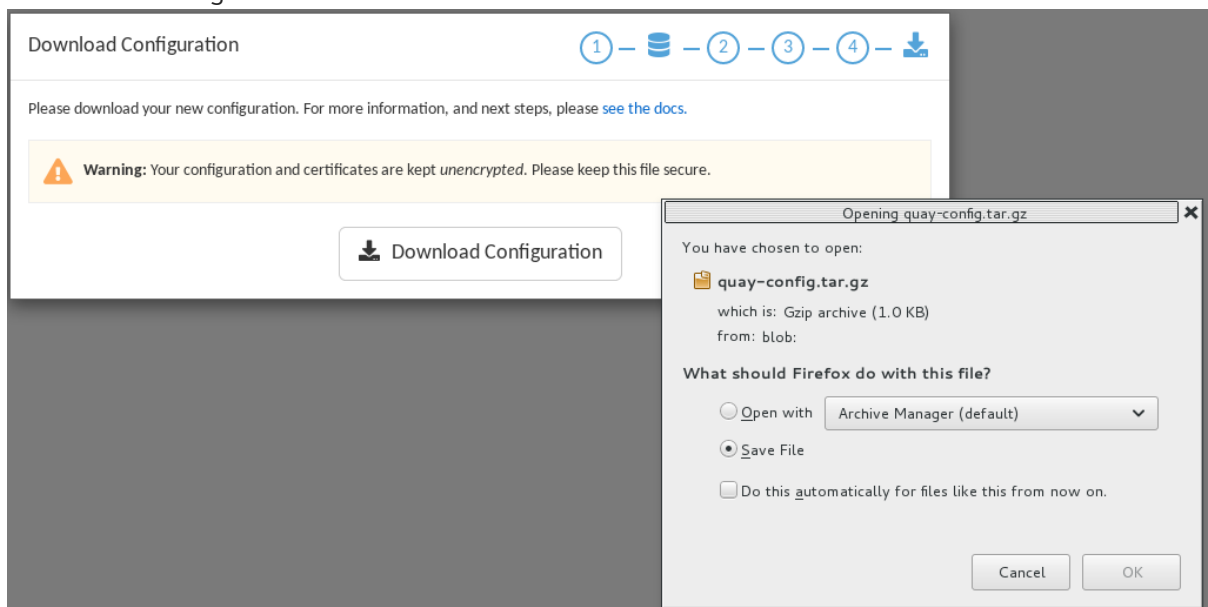 Download Configuration
1 2 3 4
Please download your new configuration. For more information, and next steps, please see the docs.
Warning: Your configuration and certificates are kept unencrypted. Please keep this file secure.
Download Configuration
Opening quay-config.tar.gz
You have chosen to open:
quay-config.tar.gz
which is: Gzip archive (1.0 KB)
from: blob:
What should Firefox do with this file?
Open with Archive Manager (default)
Save File
Do this automatically for files like this from now on.
Cancel OK